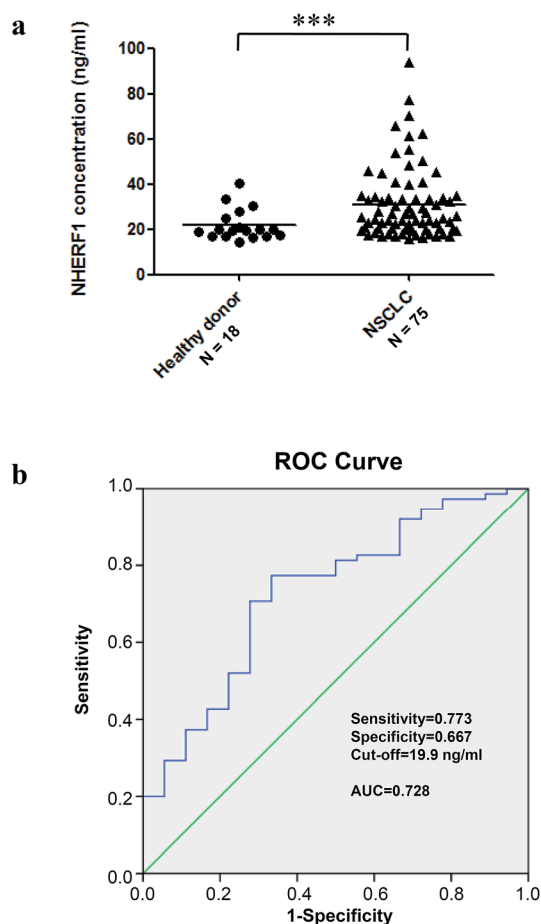 a
***
NHERF1 concentration (ng/ml)
100
80
60
40
20
0
Healthy donor
N = 18
NSCLC
N = 75
b
ROC Curve
Sensitivity
1.0
0.8
0.6
0.4
0.2
0.0
Sensitivity=0.773
Specificity=0.667
Cut-off=19.9 ng/ml
AUC=0.728
0.0 0.2 0.4 0.6 0.8 1.0
1-Specificity